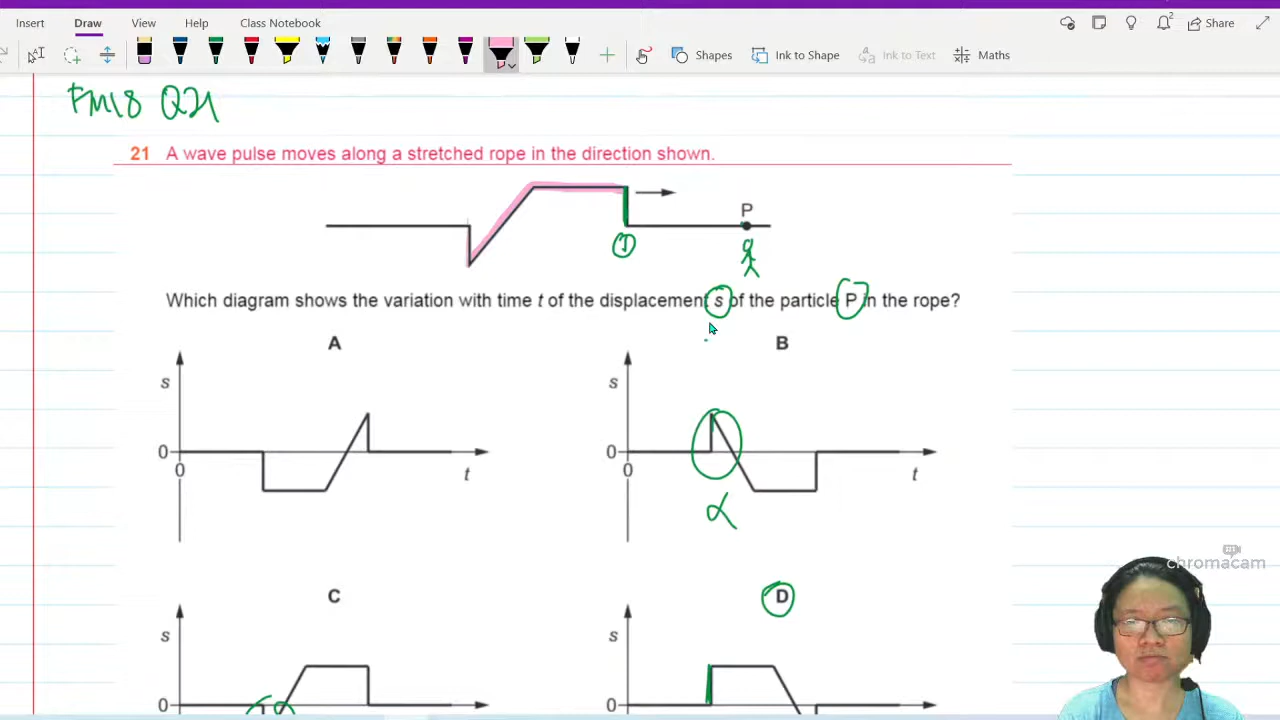 Insert Draw View Help Class Notebook Share
Shapes Ink to Shape Ink to Text Maths
FM18 Q21
21 A wave pulse moves along a stretched rope in the direction shown.
P
1
Which diagram shows the variation with time t of the displacement s of the particle P in the rope?
A B
s s
0 0
0 t 0 t
chromacam
C D
s s
0 0